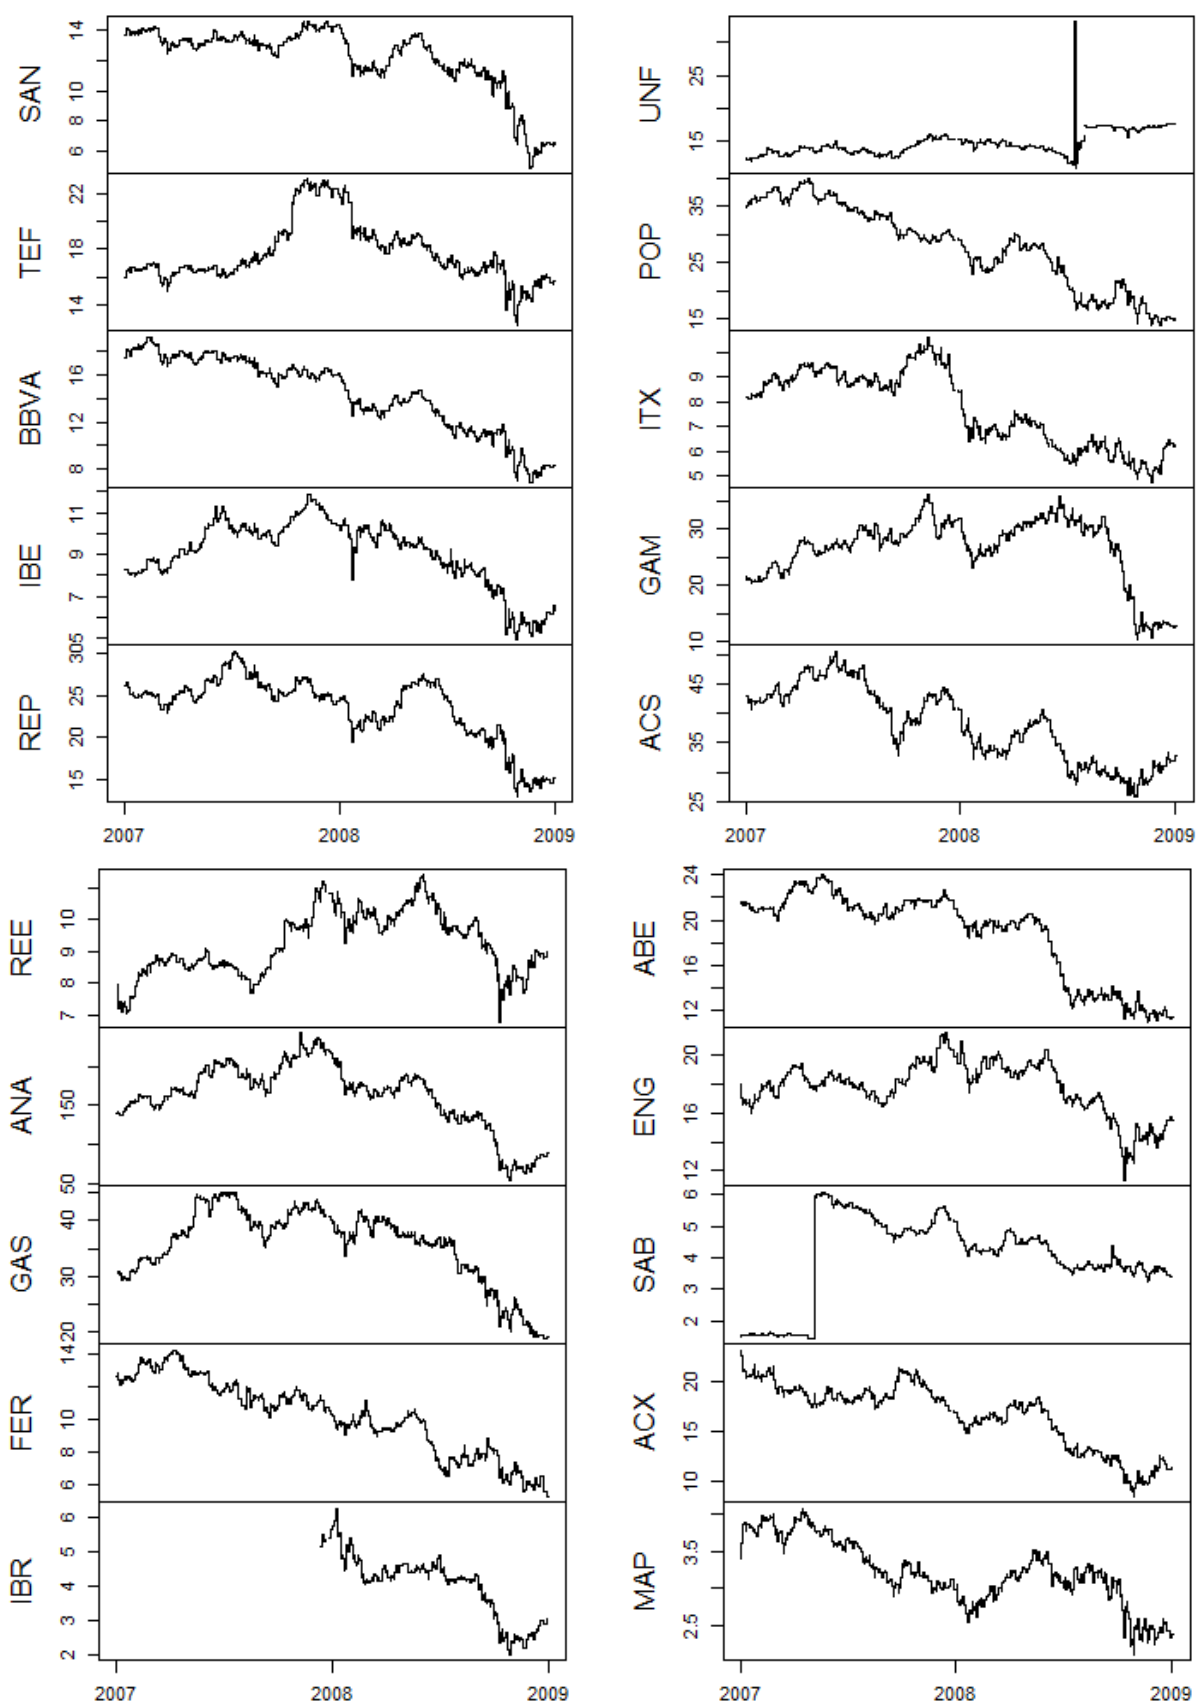 SAN
6 8 10 14
TEF
14 18 22
BBVA
8 12 16
IBE
305
7 9 11
REP
15 20 25
2007 2008 2009
UNF
15 25
POP
15 25 35
ITX
5 6 7 8 9
GAM
10 20 30
ACS
25 35 45
2007 2008 2009
REE
7 8 9 10
ANA
50 150
GAS
1420
30 40 50
FER
6 8 10
IBR
2 3 4 5 6
2007 2008 2009
ABE
12 16 20 24
ENG
12 16 20
SAB
2 3 4 5 6
ACX
10 15 20
MAP
2.5 3.5
2007 2008 2009